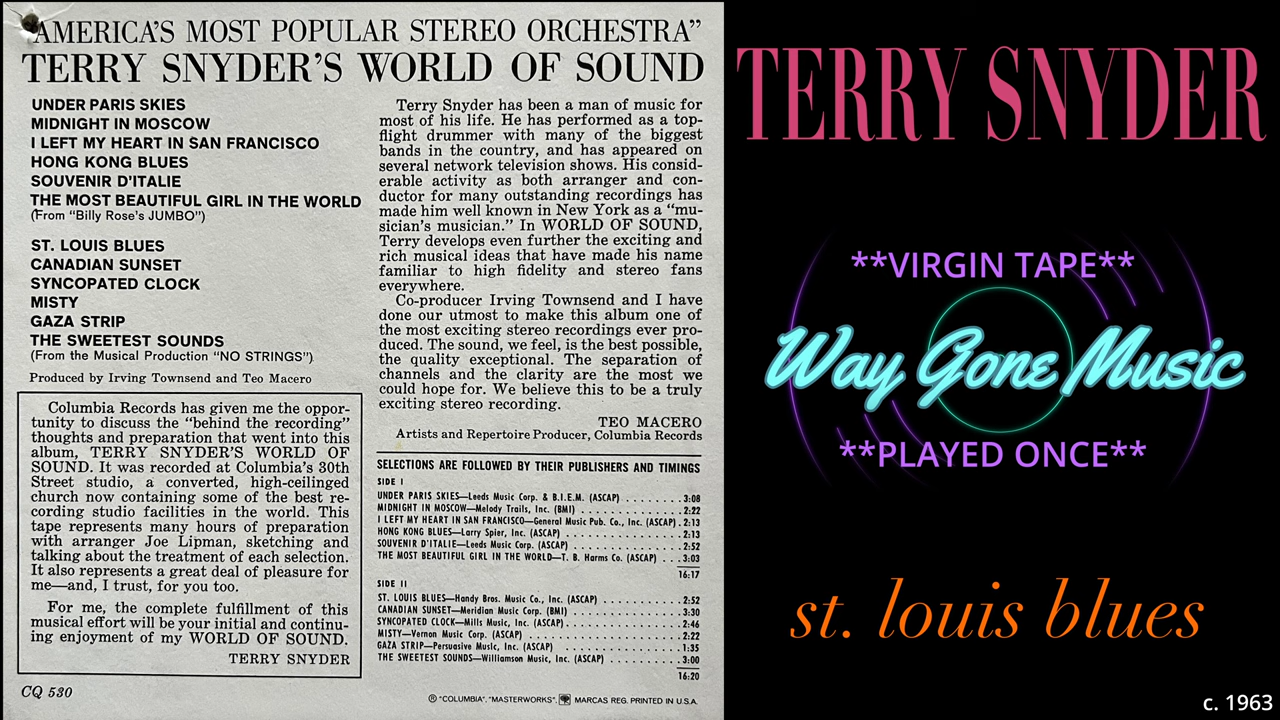 "AMERICA'S MOST POPULAR STEREO ORCHESTRA"
TERRY SNYDER'S WORLD OF SOUND
UNDER PARIS SKIES
MIDNIGHT IN MOSCOW
I LEFT MY HEART IN SAN FRANCISCO
HONG KONG BLUES
SOUVENIR D'ITALIE
THE MOST BEAUTIFUL GIRL IN THE WORLD
(From "Billy Rose's JUMBO")
ST. LOUIS BLUES
CANADIAN SUNSET
SYNCOPATED CLOCK
MISTY
GAZA STRIP
THE SWEETEST SOUNDS
(From the Musical Production "NO STRINGS")
Produced by Irving Townsend and Teo Macero
Columbia Records has given me the oppor-
tunity to discuss the "behind the recording"
thoughts and preparation that went into this
album, TERRY SNYDER'S WORLD OF
SOUND. It was recorded at Columbia's 30th
Street studio, a converted, high-ceilinged
church now containing some of the best re-
cording studio facilities in the world. This
tape represents many hours of preparation
with arranger Joe Lipman, sketching and
talking about the treatment of each selection.
It also represents a great deal of pleasure for
me—and, I trust, for you too.
For me, the complete fulfillment of this
musical effort will be your initial and continu-
ing enjoyment of my WORLD OF SOUND.
TERRY SNYDER
CQ 530
Terry Snyder has been a man of music for
most of his life. He has performed as a top-
flight drummer with many of the biggest
bands in the country, and has appeared on
several network television shows. His consid-
erable activity as both arranger and con-
ductor for many outstanding recordings has
made him well known in New York as a "mu-
sician's musician." In WORLD OF SOUND,
Terry develops even further the exciting and
rich musical ideas that have made his name
familiar to high fidelity and stereo fans
everywhere.
Co-producer Irving Townsend and I have
done our utmost to make this album one of
the most exciting stereo recordings ever pro-
duced. The sound, we feel, is the best possible,
the quality exceptional. The separation of
channels and the clarity are the most we
could hope for. We believe this to be a truly
exciting stereo recording.
TEO MACERO
Artists and Repertoire Producer, Columbia Records
SELECTIONS ARE FOLLOWED BY THEIR PUBLISHERS AND TIMINGS
SIDE I
UNDER PARIS SKIES—Leeds Music Corp. & B.I.E.M. (ASCAP) . . . . . . . . 3:08
MIDNIGHT IN MOSCOW—Melody Trails, Inc. (BMI) . . . . . . . . . . . . . . 2:22
I LEFT MY HEART IN SAN FRANCISCO—General Music Pub. Co., Inc. (ASCAP) . 2:13
HONG KONG BLUES—Larry Spier, Inc. (ASCAP) . . . . . . . . . . . . . . . 2:13
SOUVENIR D'ITALIE—Leeds Music Corp. (ASCAP) . . . . . . . . . . . . . . 2:52
THE MOST BEAUTIFUL GIRL IN THE WORLD—T. B. Harms Co. (ASCAP) . . . 3:03
16:17
SIDE II
ST. LOUIS BLUES—Handy Bros. Music Co., Inc. (ASCAP) . . . . . . . . . . 2:52
CANADIAN SUNSET—Meridian Music Corp. (BMI) . . . . . . . . . . . . . . 3:30
SYNCOPATED CLOCK—Mills Music, Inc. (ASCAP) . . . . . . . . . . . . . . 2:46
MISTY—Vernon Music Corp. (ASCAP) . . . . . . . . . . . . . . . . . . . 2:22
GAZA STRIP—Persuasive Music, Inc. (ASCAP) . . . . . . . . . . . . . . . 1:35
THE SWEETEST SOUNDS—Williamson Music, Inc. (ASCAP) . . . . . . . . . . 3:00
16:20
℗ "COLUMBIA", "MASTERWORKS", MARCAS REG. PRINTED IN U.S.A.
TERRY SNYDER
**VIRGIN TAPE**
Way Gone Music
**PLAYED ONCE**
st. louis blues
c. 1963